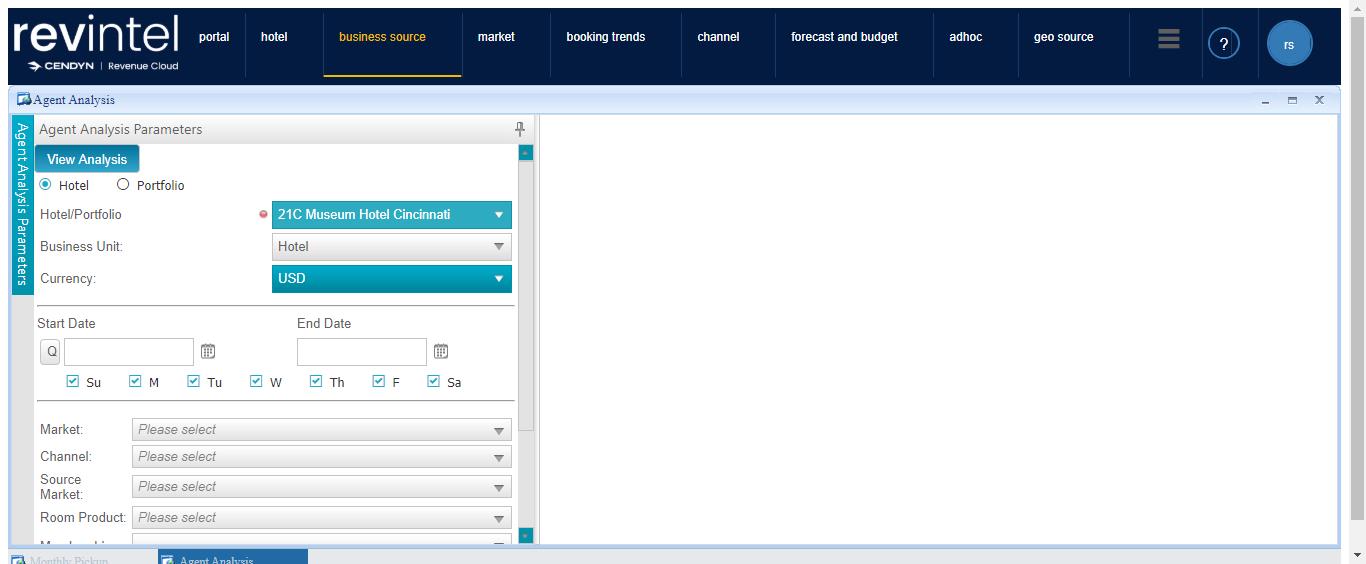 revintel
CENDYN | Revenue Cloud
portal hotel business source market booking trends channel forecast and budget adhoc geo source
? rs
Agent Analysis
Agent Analysis Parameters
Agent Analysis Parameters
View Analysis
Hotel Portfolio
Hotel/Portfolio 21C Museum Hotel Cincinnati
Business Unit: Hotel
Currency: USD
Start Date End Date
Q
Su M Tu W Th F Sa
Market: Please select
Channel: Please select
Source
Market: Please select
Room Product: Please select
Monthly Pickup Agent Analysis